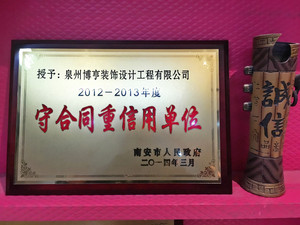 授予：泉州博亨装饰设计工程有限公司
2012-2013年度
守合同重信用单位
南安市人民政府
二〇一四年三月
誠信